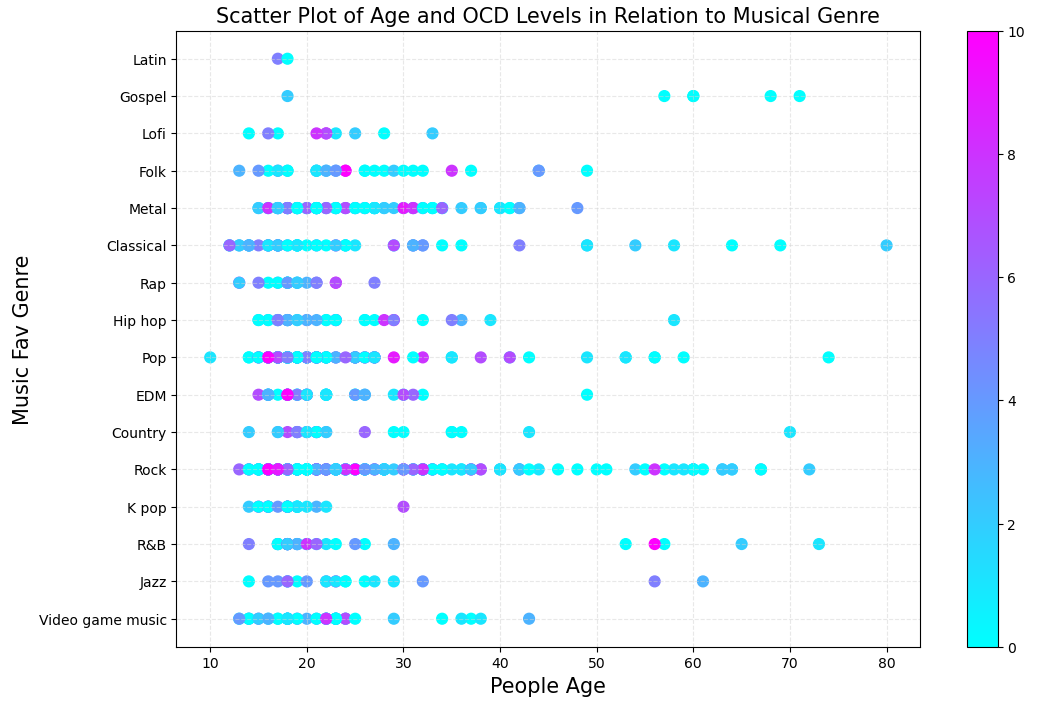 Scatter Plot of Age and OCD Levels in Relation to Musical Genre
Music Fav Genre
Latin
Gospel
Lofi
Folk
Metal
Classical
Rap
Hip hop
Pop
EDM
Country
Rock
K pop
R&B
Jazz
Video game music
10 20 30 40 50 60 70 80
People Age
10
8
6
4
2
0